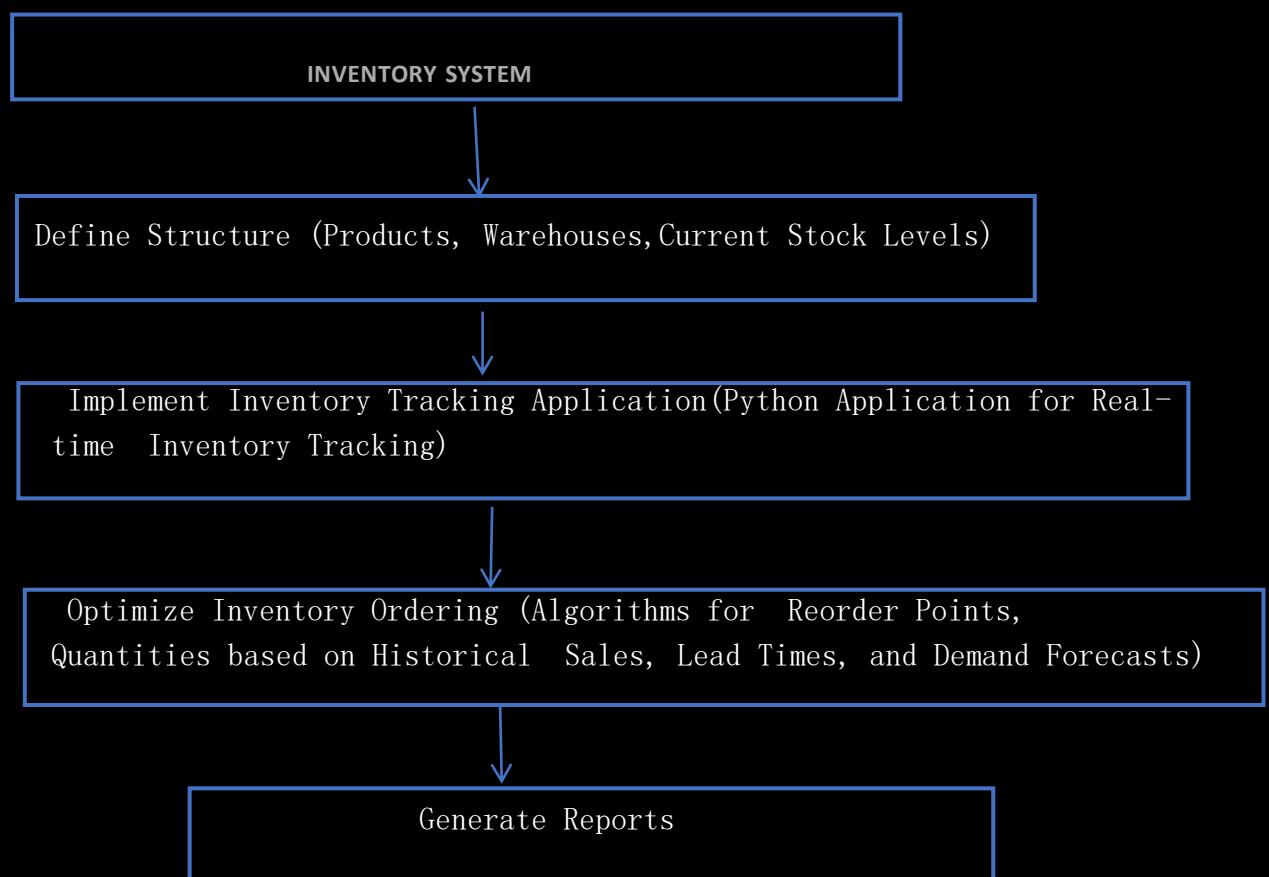 INVENTORY SYSTEM
Define Structure (Products, Warehouses,Current Stock Levels)
Implement Inventory Tracking Application(Python Application for Real-
time Inventory Tracking)
Optimize Inventory Ordering (Algorithms for Reorder Points,
Quantities based on Historical Sales, Lead Times, and Demand Forecasts)
Generate Reports